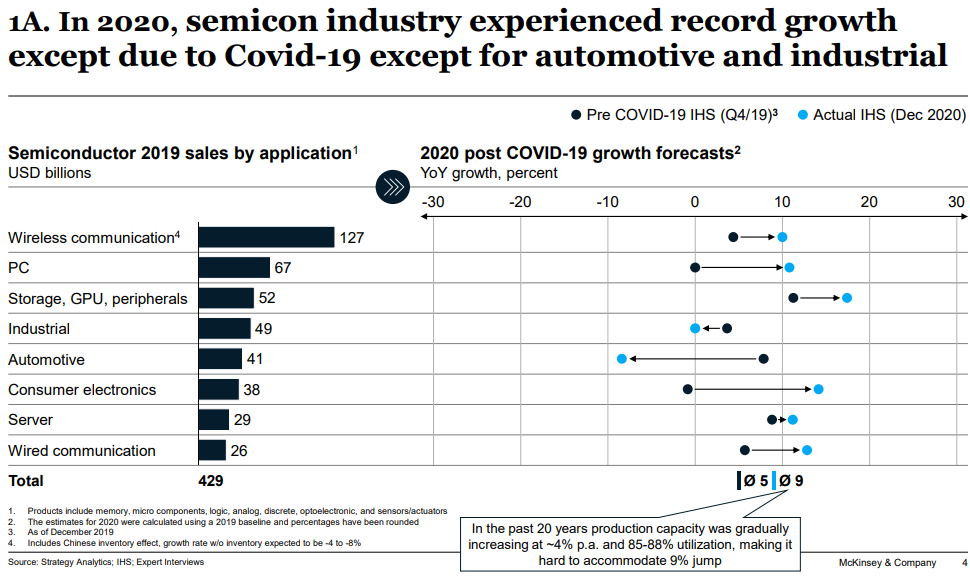 1A. In 2020, semicon industry experienced record growth
except due to Covid-19 except for automotive and industrial
Pre COVID-19 IHS (Q4/19)³
Actual IHS (Dec 2020)
Semiconductor 2019 sales by application¹
USD billions
2020 post COVID-19 growth forecasts²
YoY growth, percent
-30 -20 -10 0 10 20 30
Wireless communication⁴ 127
PC 67
Storage, GPU, peripherals 52
Industrial 49
Automotive 41
Consumer electronics 38
Server 29
Wired communication 26
Total 429
Ø 5 Ø 9
In the past 20 years production capacity was gradually
increasing at ~4% p.a. and 85-88% utilization, making it
hard to accommodate 9% jump
1. Products include memory, micro components, logic, analog, discrete, optoelectronic, and sensors/actuators
2. The estimates for 2020 were calculated using a 2019 baseline and percentages have been rounded
3. As of December 2019
4. Includes Chinese inventory effect, growth rate w/o inventory expected to be -4 to -8%
Source: Strategy Analytics; IHS; Expert Interviews
McKinsey & Company 4